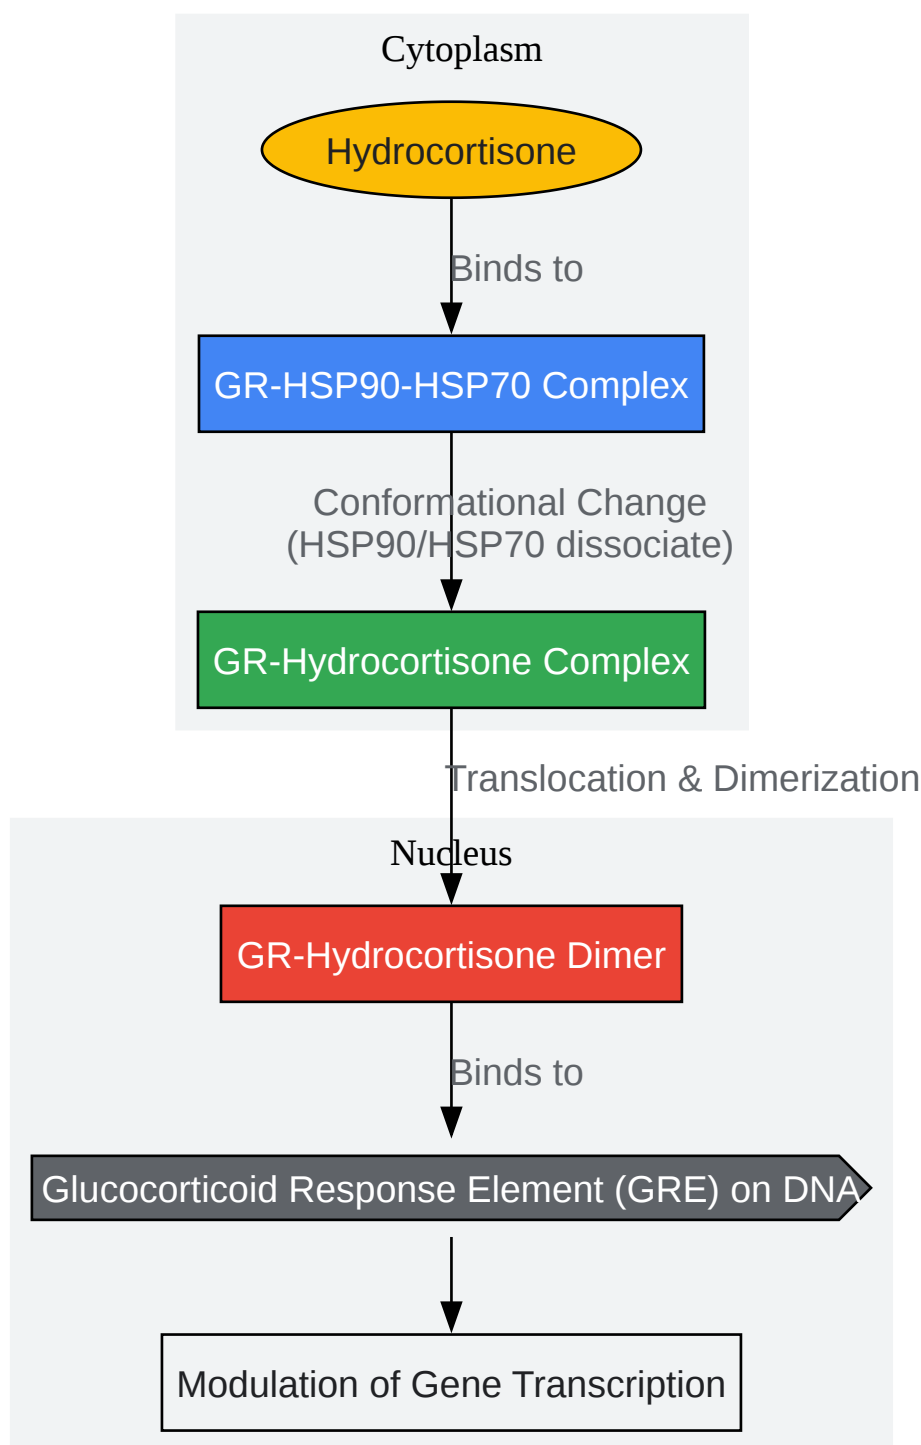 Cytoplasm
Hydrocortisone
Binds to
GR-HSP90-HSP70 Complex
Conformational Change
(HSP90/HSP70 dissociate)
GR-Hydrocortisone Complex
Translocation & Dimerization
Nucleus
GR-Hydrocortisone Dimer
Binds to
Glucocorticoid Response Element (GRE) on DNA
Modulation of Gene Transcription